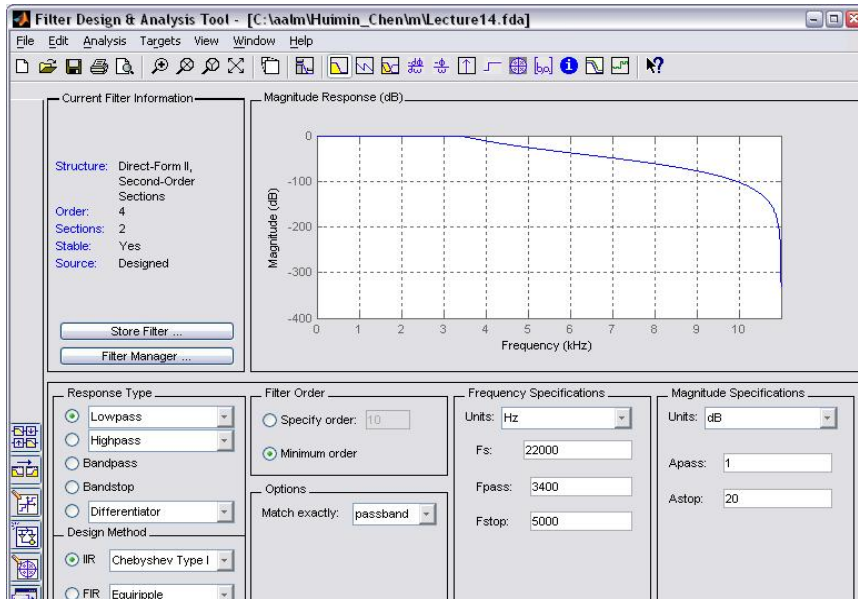 Filter Design & Analysis Tool - [C:\aalm\Huimin_Chen\m\Lecture14.fda]
File Edit Analysis Targets View Window Help
Current Filter Information
Structure: Direct-Form II, Second-Order Sections
Order: 4
Sections: 2
Stable: Yes
Source: Designed
Store Filter ...
Filter Manager ...
Magnitude Response (dB)
Magnitude (dB)
0
-100
-200
-300
-400
0 1 2 3 4 5 6 7 8 9 10
Frequency (kHz)
Response Type
Lowpass
Highpass
Bandpass
Bandstop
Differentiator
Design Method
IIR Chebyshev Type I
FIR Equiripple
Filter Order
Specify order: 10
Minimum order
Options
Match exactly: passband
Frequency Specifications
Units: Hz
Fs: 22000
Fpass: 3400
Fstop: 5000
Magnitude Specifications
Units: dB
Apass: 1
Astop: 20